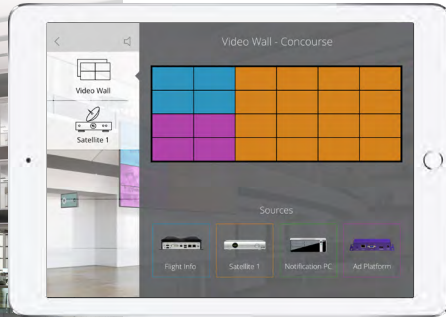 Video Wall - Concourse
Video Wall
Satellite 1
Sources
Flight Info
Satellite 1
Notification PC
Ad Platform